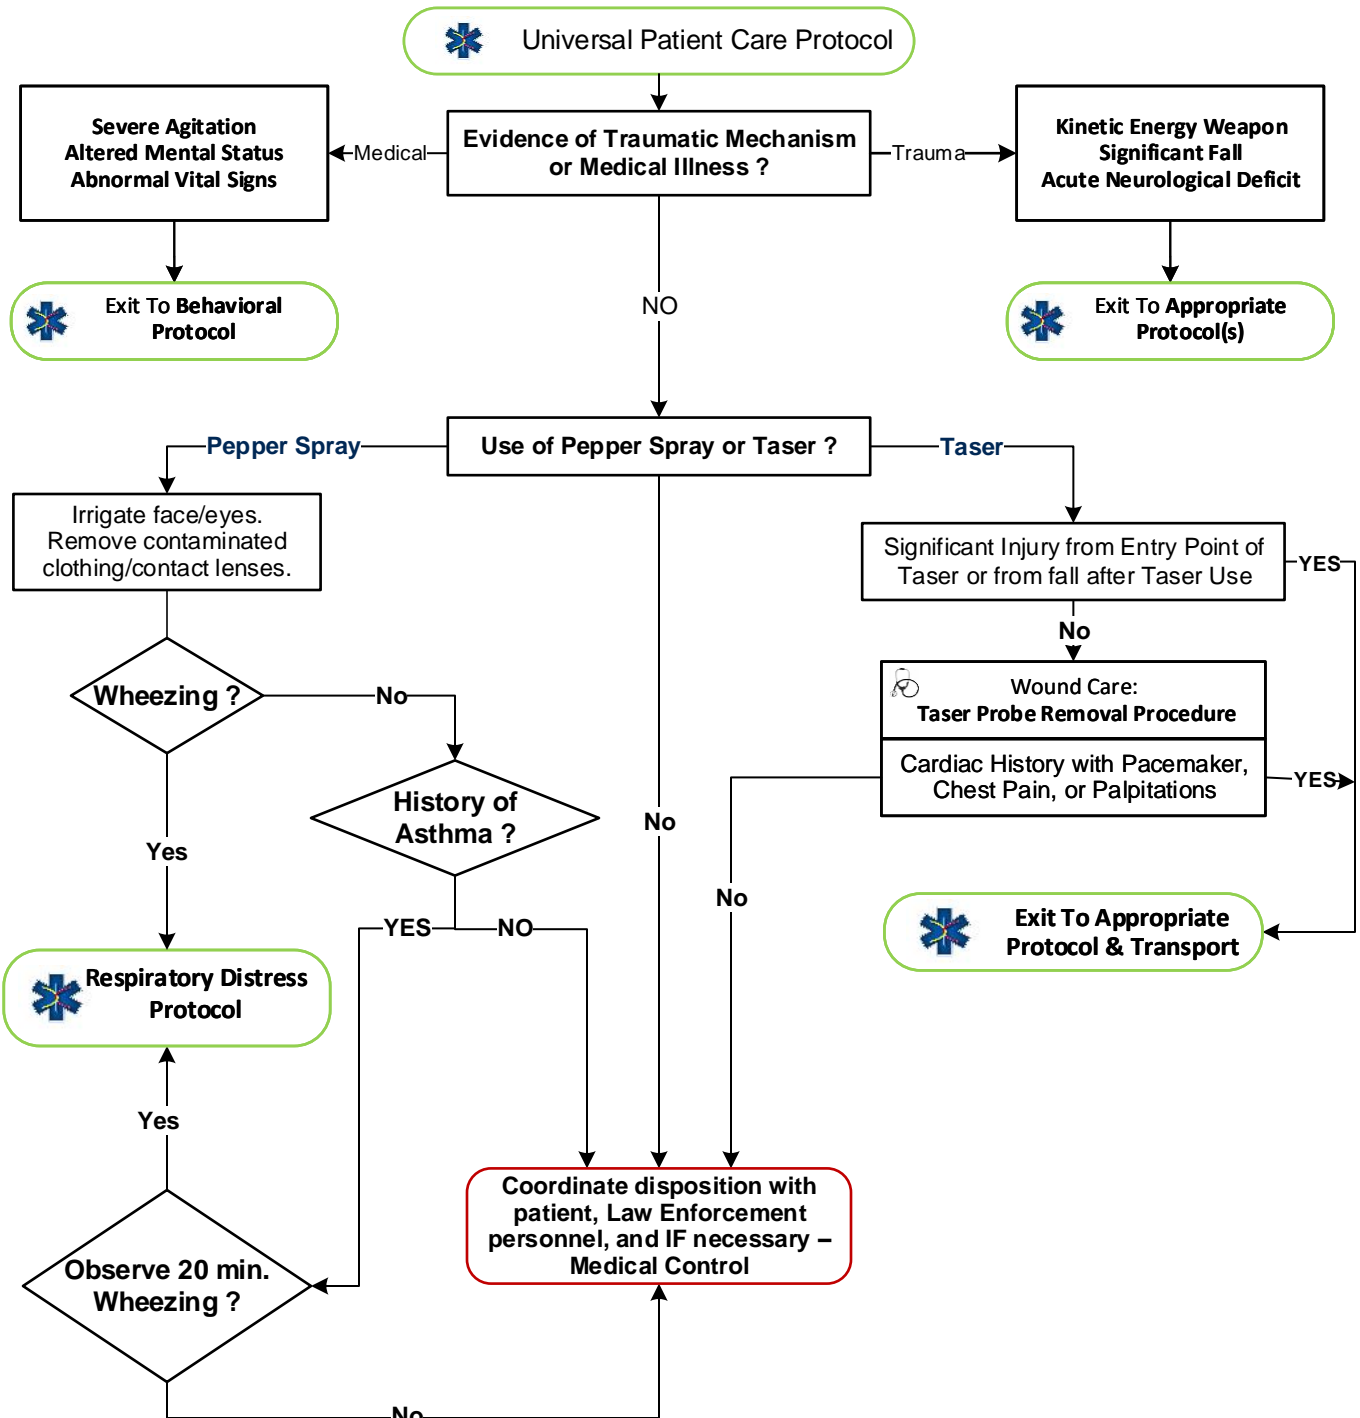 Universal Patient Care Protocol
Severe Agitation
Altered Mental Status
Abnormal Vital Signs
Medical
Evidence of Traumatic Mechanism
or Medical Illness ?
Trauma
Kinetic Energy Weapon
Significant Fall
Acute Neurological Deficit
Exit To Behavioral
Protocol
NO
Exit To Appropriate
Protocol(s)
Pepper Spray
Use of Pepper Spray or Taser ?
Taser
Irrigate face/eyes.
Remove contaminated
clothing/contact lenses.
Significant Injury from Entry Point of
Taser or from fall after Taser Use
YES
No
Wheezing ?
No
Wound Care:
Taser Probe Removal Procedure
Cardiac History with Pacemaker,
Chest Pain, or Palpitations
YES
History of
Asthma ?
No
Yes
No
YES
NO
Exit To Appropriate
Protocol & Transport
Respiratory Distress
Protocol
Yes
Coordinate disposition with
patient, Law Enforcement
personnel, and IF necessary –
Medical Control
Observe 20 min.
Wheezing ?
No